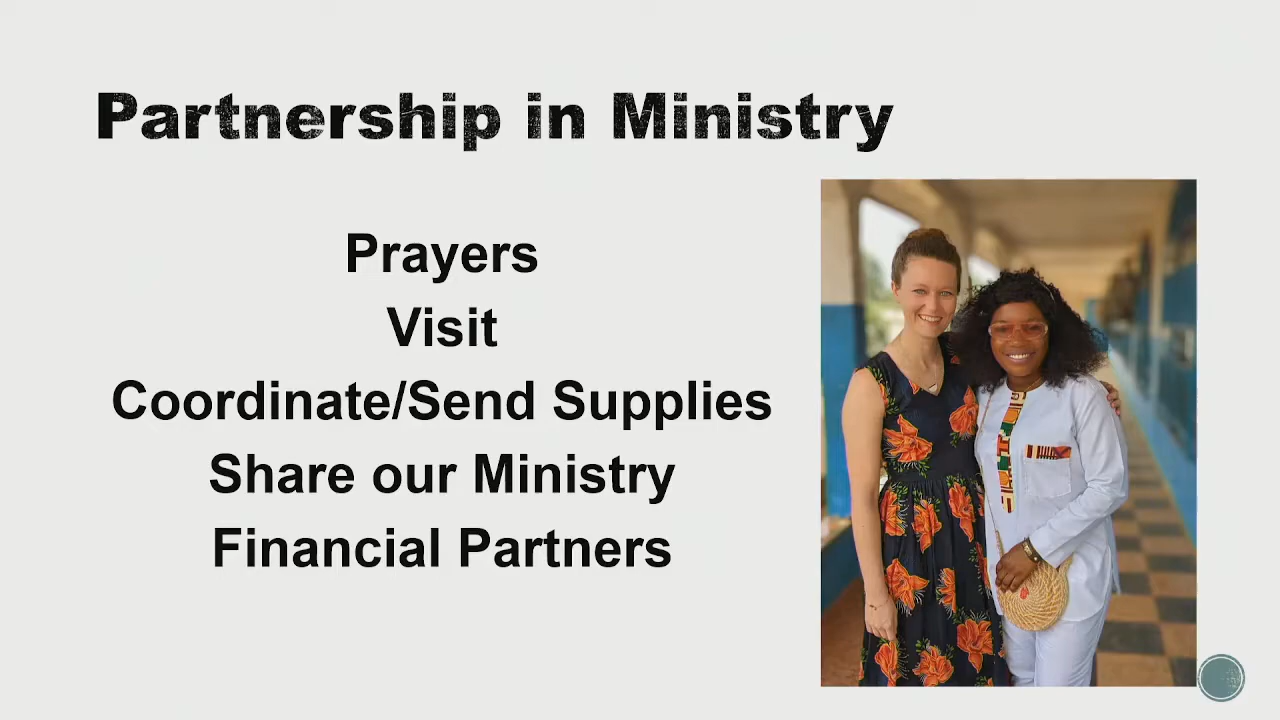 Partnership in Ministry
Prayers
Visit
Coordinate/Send Supplies
Share our Ministry
Financial Partners